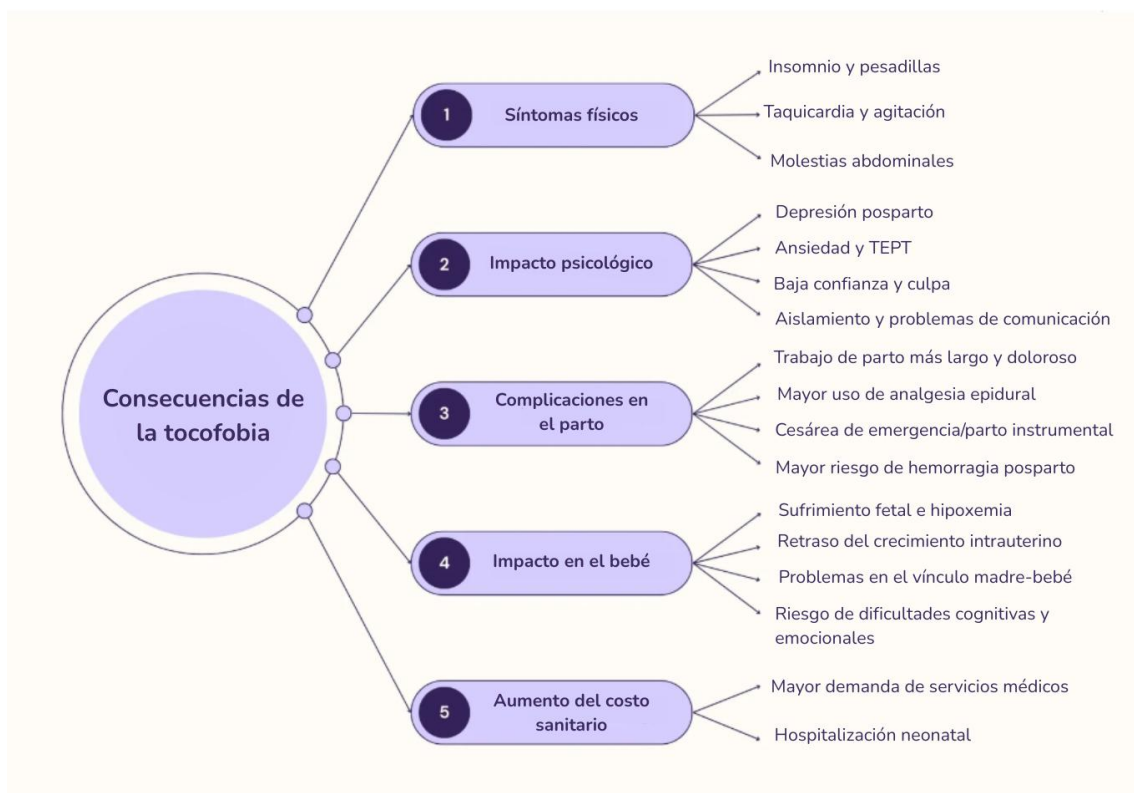 Consecuencias de
la tocofobia
1
Síntomas físicos
Insomnio y pesadillas
Taquicardia y agitación
Molestias abdominales
2
Impacto psicológico
Depresión posparto
Ansiedad y TEPT
Baja confianza y culpa
Aislamiento y problemas de comunicación
3
Complicaciones en
el parto
Trabajo de parto más largo y doloroso
Mayor uso de analgesia epidural
Cesárea de emergencia/parto instrumental
Mayor riesgo de hemorragia posparto
4
Impacto en el bebé
Sufrimiento fetal e hipoxemia
Retraso del crecimiento intrauterino
Problemas en el vínculo madre-bebé
Riesgo de dificultades cognitivas y
emocionales
5
Aumento del costo
sanitario
Mayor demanda de servicios médicos
Hospitalización neonatal